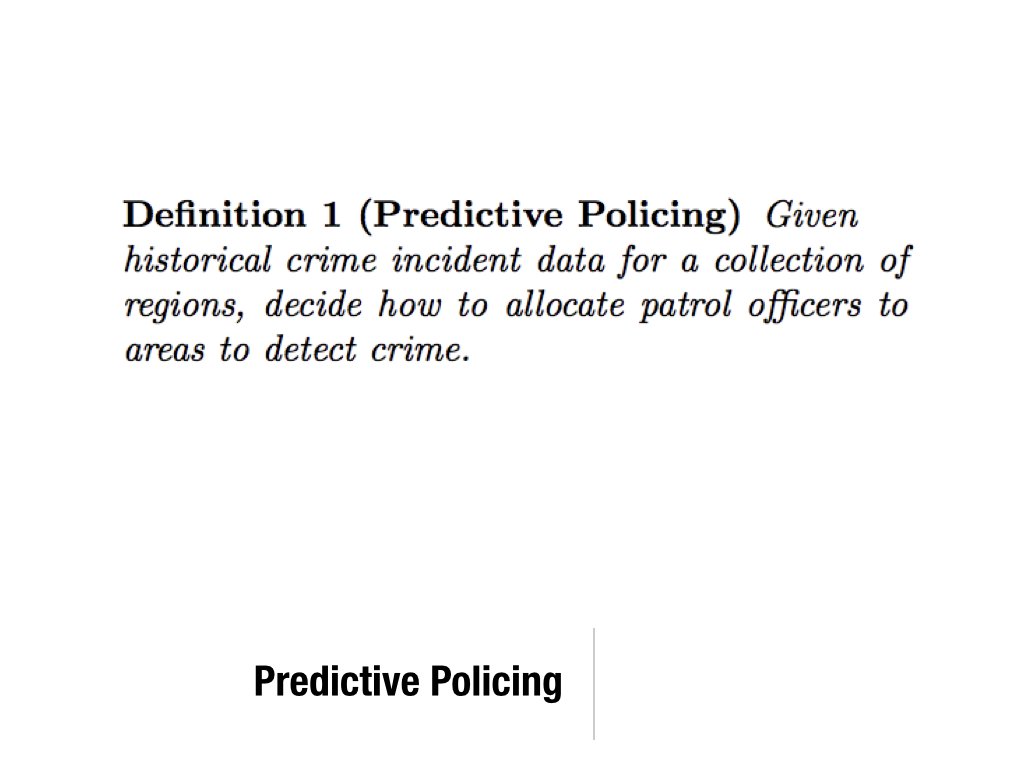 Definition 1 (Predictive Policing) Given
historical crime incident data for a collection of
regions, decide how to allocate patrol officers to
areas to detect crime.
Predictive Policing